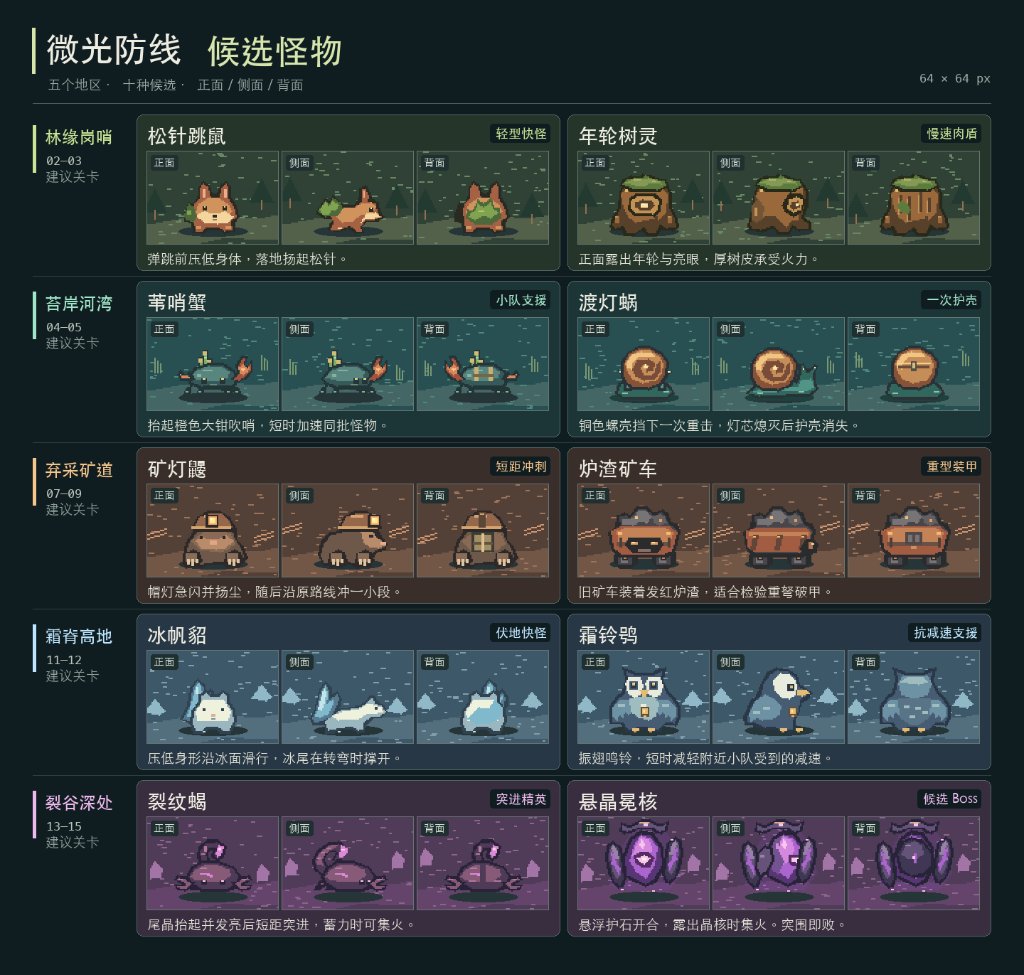 微光防线 候选怪物
五个地区 · 十种候选 · 正面 / 侧面 / 背面
64 × 64 px
林缘岗哨
02—03
建议关卡
松针跳鼠
轻型快怪
正面
侧面
背面
弹跳前压低身体，落地扬起松针。
年轮树灵
慢速肉盾
正面
侧面
背面
正面露出年轮与亮眼，厚树皮承受火力。
苔岸河湾
04—05
建议关卡
苇哨蟹
小队支援
正面
侧面
背面
抬起橙色大钳吹哨，短时加速同批怪物。
渡灯蜗
一次护壳
正面
侧面
背面
铜色螺壳挡下一次重击，灯芯熄灭后护壳消失。
弃采矿道
07—09
建议关卡
矿灯鼹
短距冲刺
正面
侧面
背面
帽灯急闪并扬尘，随后沿原路线冲一小段。
炉渣矿车
重型装甲
正面
侧面
背面
旧矿车装着发红炉渣，适合检验重弩破甲。
霜脊高地
11—12
建议关卡
冰帆貂
伏地快怪
正面
侧面
背面
压低身形沿冰面滑行，冰尾在转弯时撑开。
霜铃鸮
抗减速支援
正面
侧面
背面
振翅鸣铃，短时减轻附近小队受到的减速。
裂谷深处
13—15
建议关卡
裂纹蝎
突进精英
正面
侧面
背面
尾晶抬起并发亮后短距突进，蓄力时可集火。
悬晶冕核
候选 Boss
正面
侧面
背面
悬浮护石开合，露出晶核时集火。突围即败。